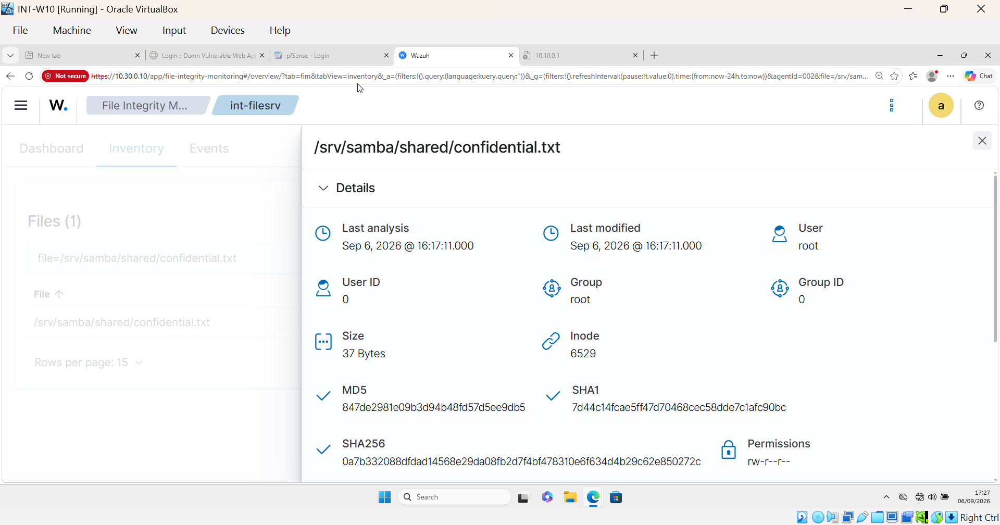 INT-W10 [Running] - Oracle VirtualBox
File Machine View Input Devices Help
New tab
Login :: Damn Vulnerable Web Ap
pfSense - Login
Wazuh
10.10.0.1
Not secure https://10.30.0.10/app/file-integrity-monitoring#/overview/?tab=fim&tabView=inventory&_a=(filters:!(),query:(language:kuery,query:''))&_g=(filters:!(),refreshInterval:(pause:!t,value:0),time:(from:now-24h,to:now))&agentId=002&file=/srv/sam... Chat
W. File Integrity M... int-filesrv a
Dashboard Inventory Events
Files (1)
file=/srv/samba/shared/confidential.txt
File
/srv/samba/shared/confidential.txt
Rows per page: 15
/srv/samba/shared/confidential.txt
Details
Last analysis
Sep 6, 2026 @ 16:17:11.000
Last modified
Sep 6, 2026 @ 16:17:11.000
User
root
User ID
0
Group
root
Group ID
0
Size
37 Bytes
Inode
6529
MD5
847de2981e09b3d94b48fd57d5ee9db5
SHA1
7d44c14fcae5ff47d70468cec58dde7c1afc90bc
SHA256
0a7b332088dfdad14568e29da08fb2d7f4bf478310e6f634d4b29c62e850272c
Permissions
rw-r--r--
Search
17:27
06/09/2026
Right Ctrl